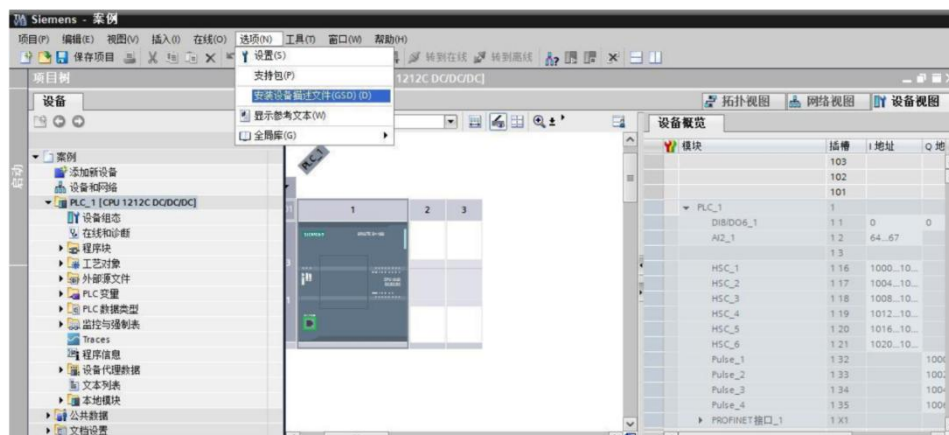 Siemens - 案例
项目(P) 编辑(E) 视图(V) 插入(I) 在线(O) 选项(N) 工具(T) 窗口(W) 帮助(H)
保存项目 转到在线 转到离线
设置(S)
支持包(P)
安装设备描述文件(GSD) (D)
显示参考文本(W)
全局库(G)
项目树
1212C DC/DC/DC]
设备
拓扑视图 网络视图 设备视图
设备概览
启动
案例
添加新设备
设备和网络
PLC_1 [CPU 1212C DC/DC/DC]
设备组态
在线和诊断
程序块
工艺对象
外部源文件
PLC 变量
PLC 数据类型
监控与强制表
Traces
程序信息
设备代理数据
文本列表
本地模块
公共数据
文档设置
PLC_1
1 2 3
SIEMENS
模块 插槽 I 地址 Q 地
103
102
101
PLC_1 1
DI8/DO6_1 1 1 0 0
AI2_1 1 2 64...67
1 3
HSC_1 1 16 1000...10...
HSC_2 1 17 1004...10...
HSC_3 1 18 1008...10...
HSC_4 1 19 1012...10...
HSC_5 1 20 1016...10...
HSC_6 1 21 1020...10...
Pulse_1 1 32 100
Pulse_2 1 33 100
Pulse_3 1 34 100
Pulse_4 1 35 100
PROFINET接口_1 1 X1